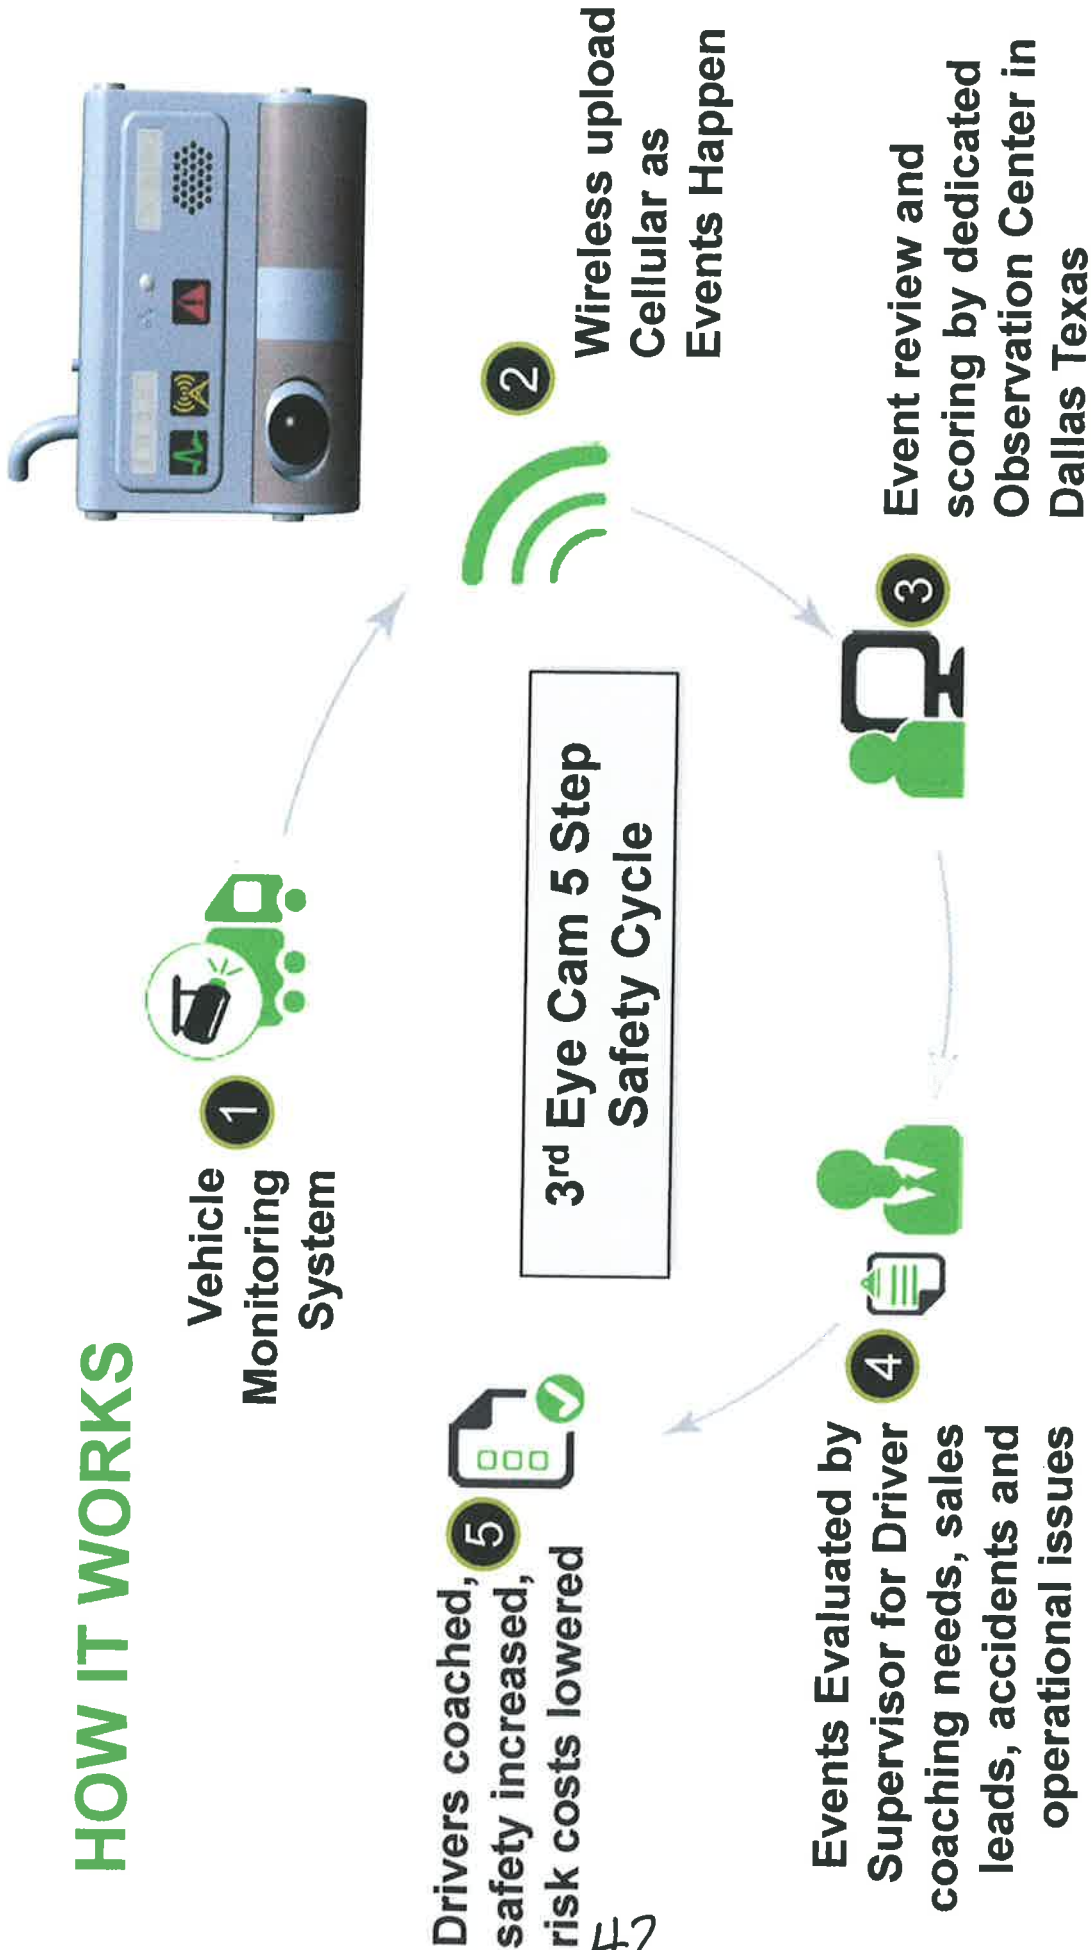 HOW IT WORKS
Vehicle
Monitoring
System
1
2
Wireless upload
Cellular as
Events Happen
3rd Eye Cam 5 Step
Safety Cycle
3
Event review and
scoring by dedicated
Observation Center in
Dallas Texas
4
Events Evaluated by
Supervisor for Driver
coaching needs, sales
leads, accidents and
operational issues
5
Drivers coached,
safety increased,
risk costs lowered
42